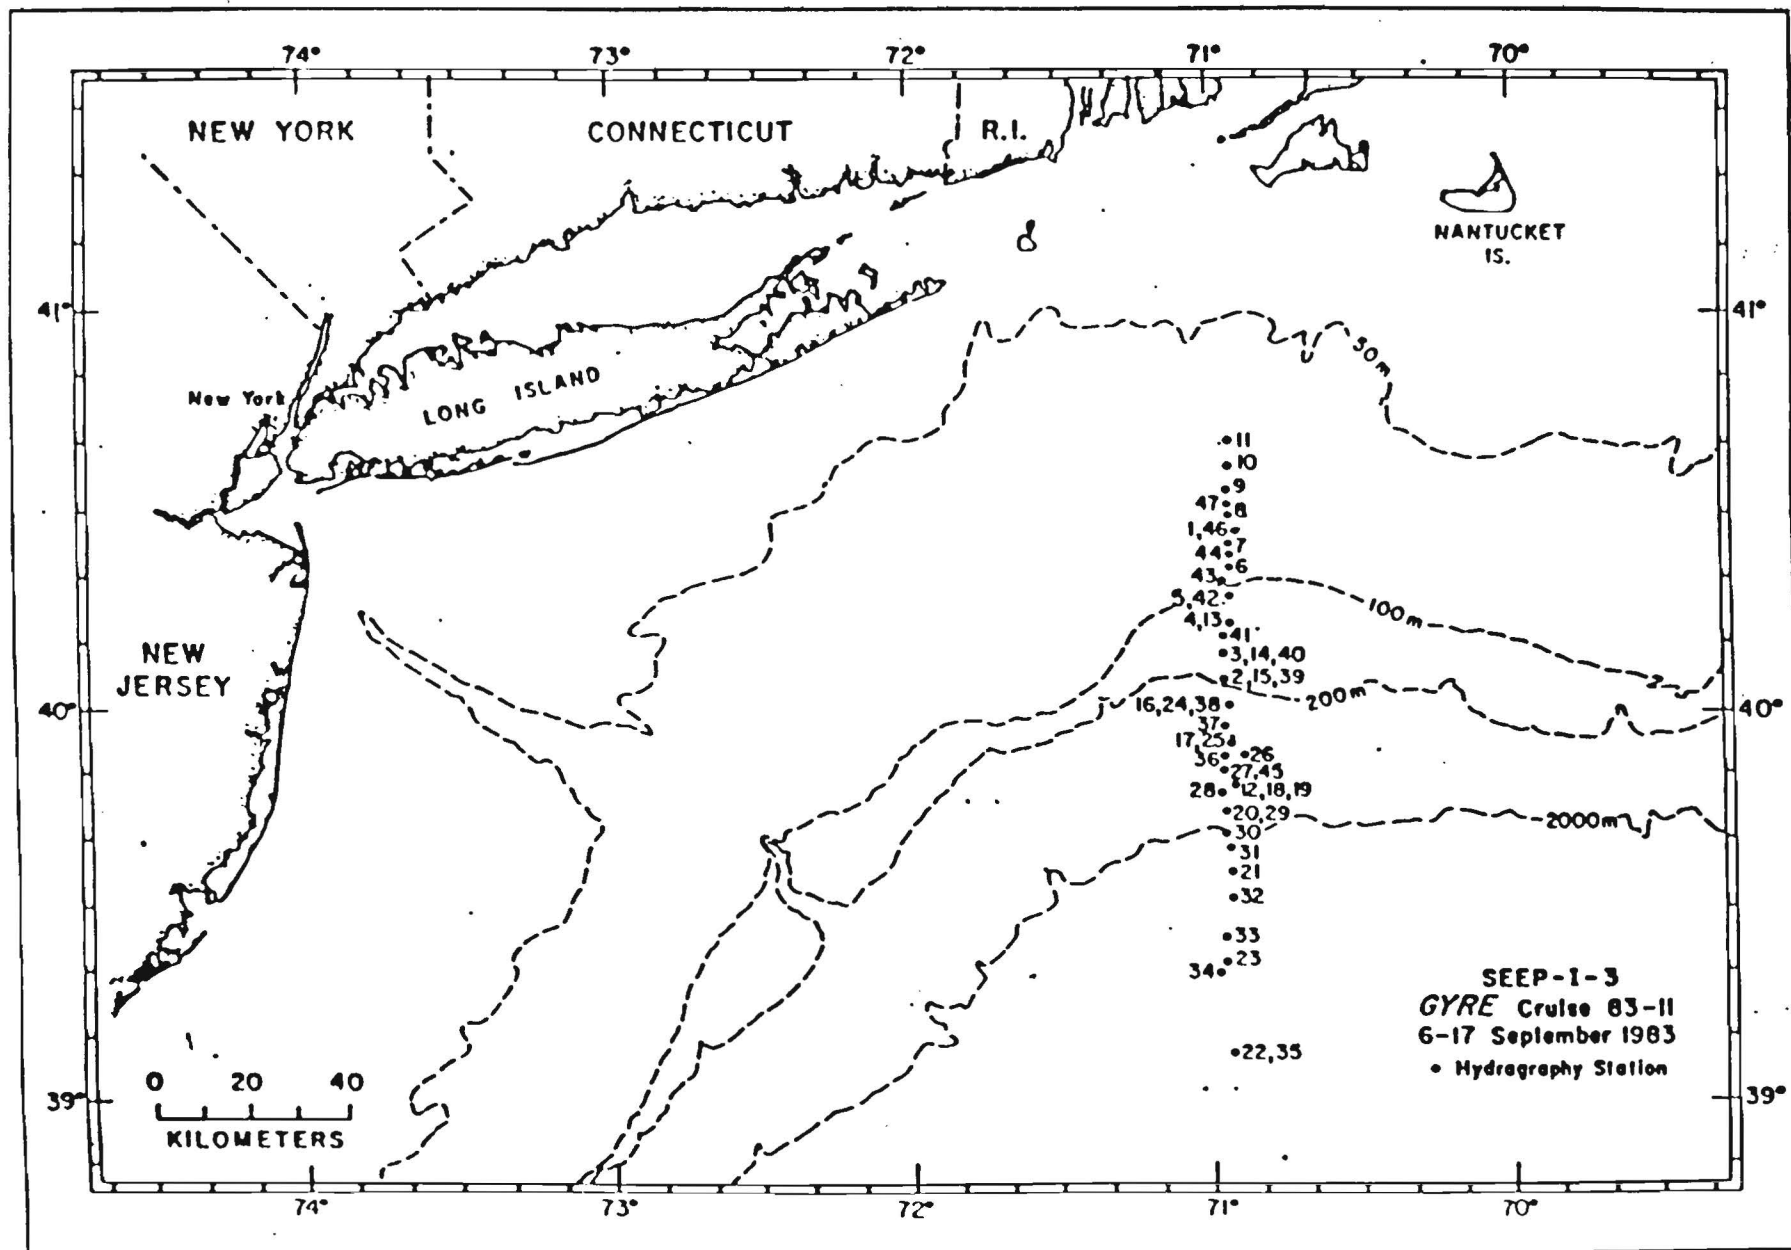 74° 73° 72° 71° 70°
NEW YORK
CONNECTICUT
R.I.
NANTUCKET
IS.
41° 41°
50m
New York
LONG ISLAND
11
10
9
47
8
1,46
7
44
6
43
5,42
100m
4,13
41
3,14,40
NEW
JERSEY
2,15,39
200m
40° 40°
16,24,38
37
17,25
26
36
27,45
28
12,18,19
20,29
2000m
30
31
21
32
33
23
34
SEEP-I-3
GYRE Cruise 83-11
6-17 September 1983
• Hydrography Station
22,35
0 20 40
KILOMETERS
39° 39°
74° 73° 72° 71° 70°